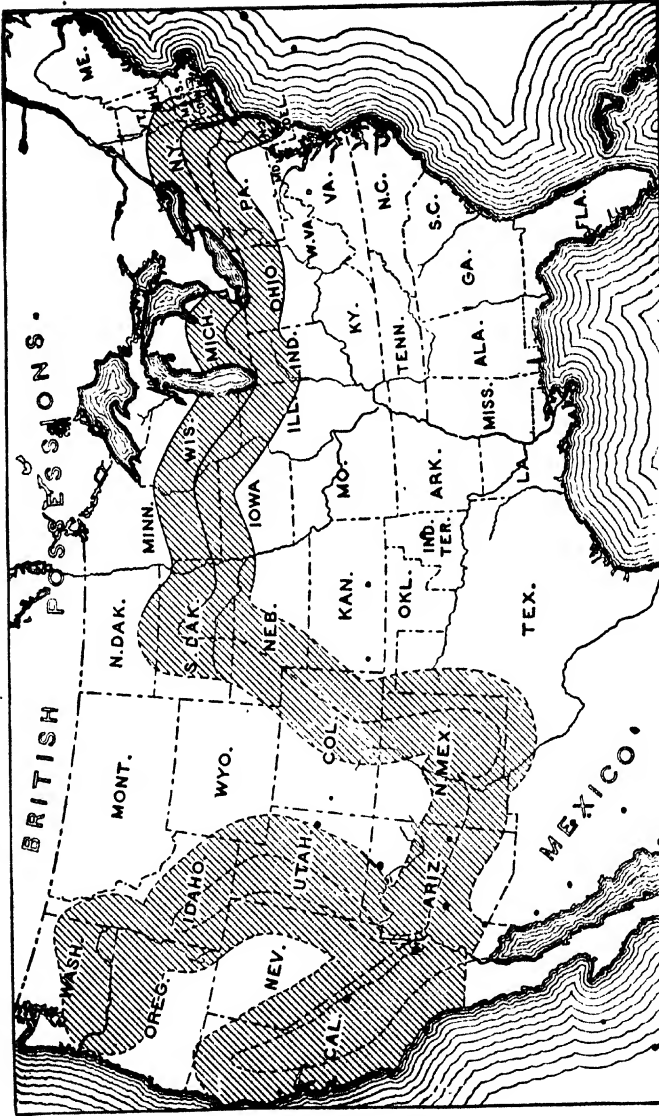 BRITISH POSSESSIONS.
WASH.
OREG.
IDAHO
MONT.
N.DAK.
S.DAK.
WYO.
NEB.
MINN.
WIS.
MICH.
IOWA
ILL.
IND.
OHIO
PA.
N.Y.
ME.
NEV.
UTAH
COL.
KAN.
MO.
KY.
W.VA.
VA.
CAL.
ARIZ.
N.MEX.
OKL.
IND. TER.
ARK.
TENN.
N.C.
S.C.
TEX.
LA.
MISS.
ALA.
GA.
FLA.
MEXICO.